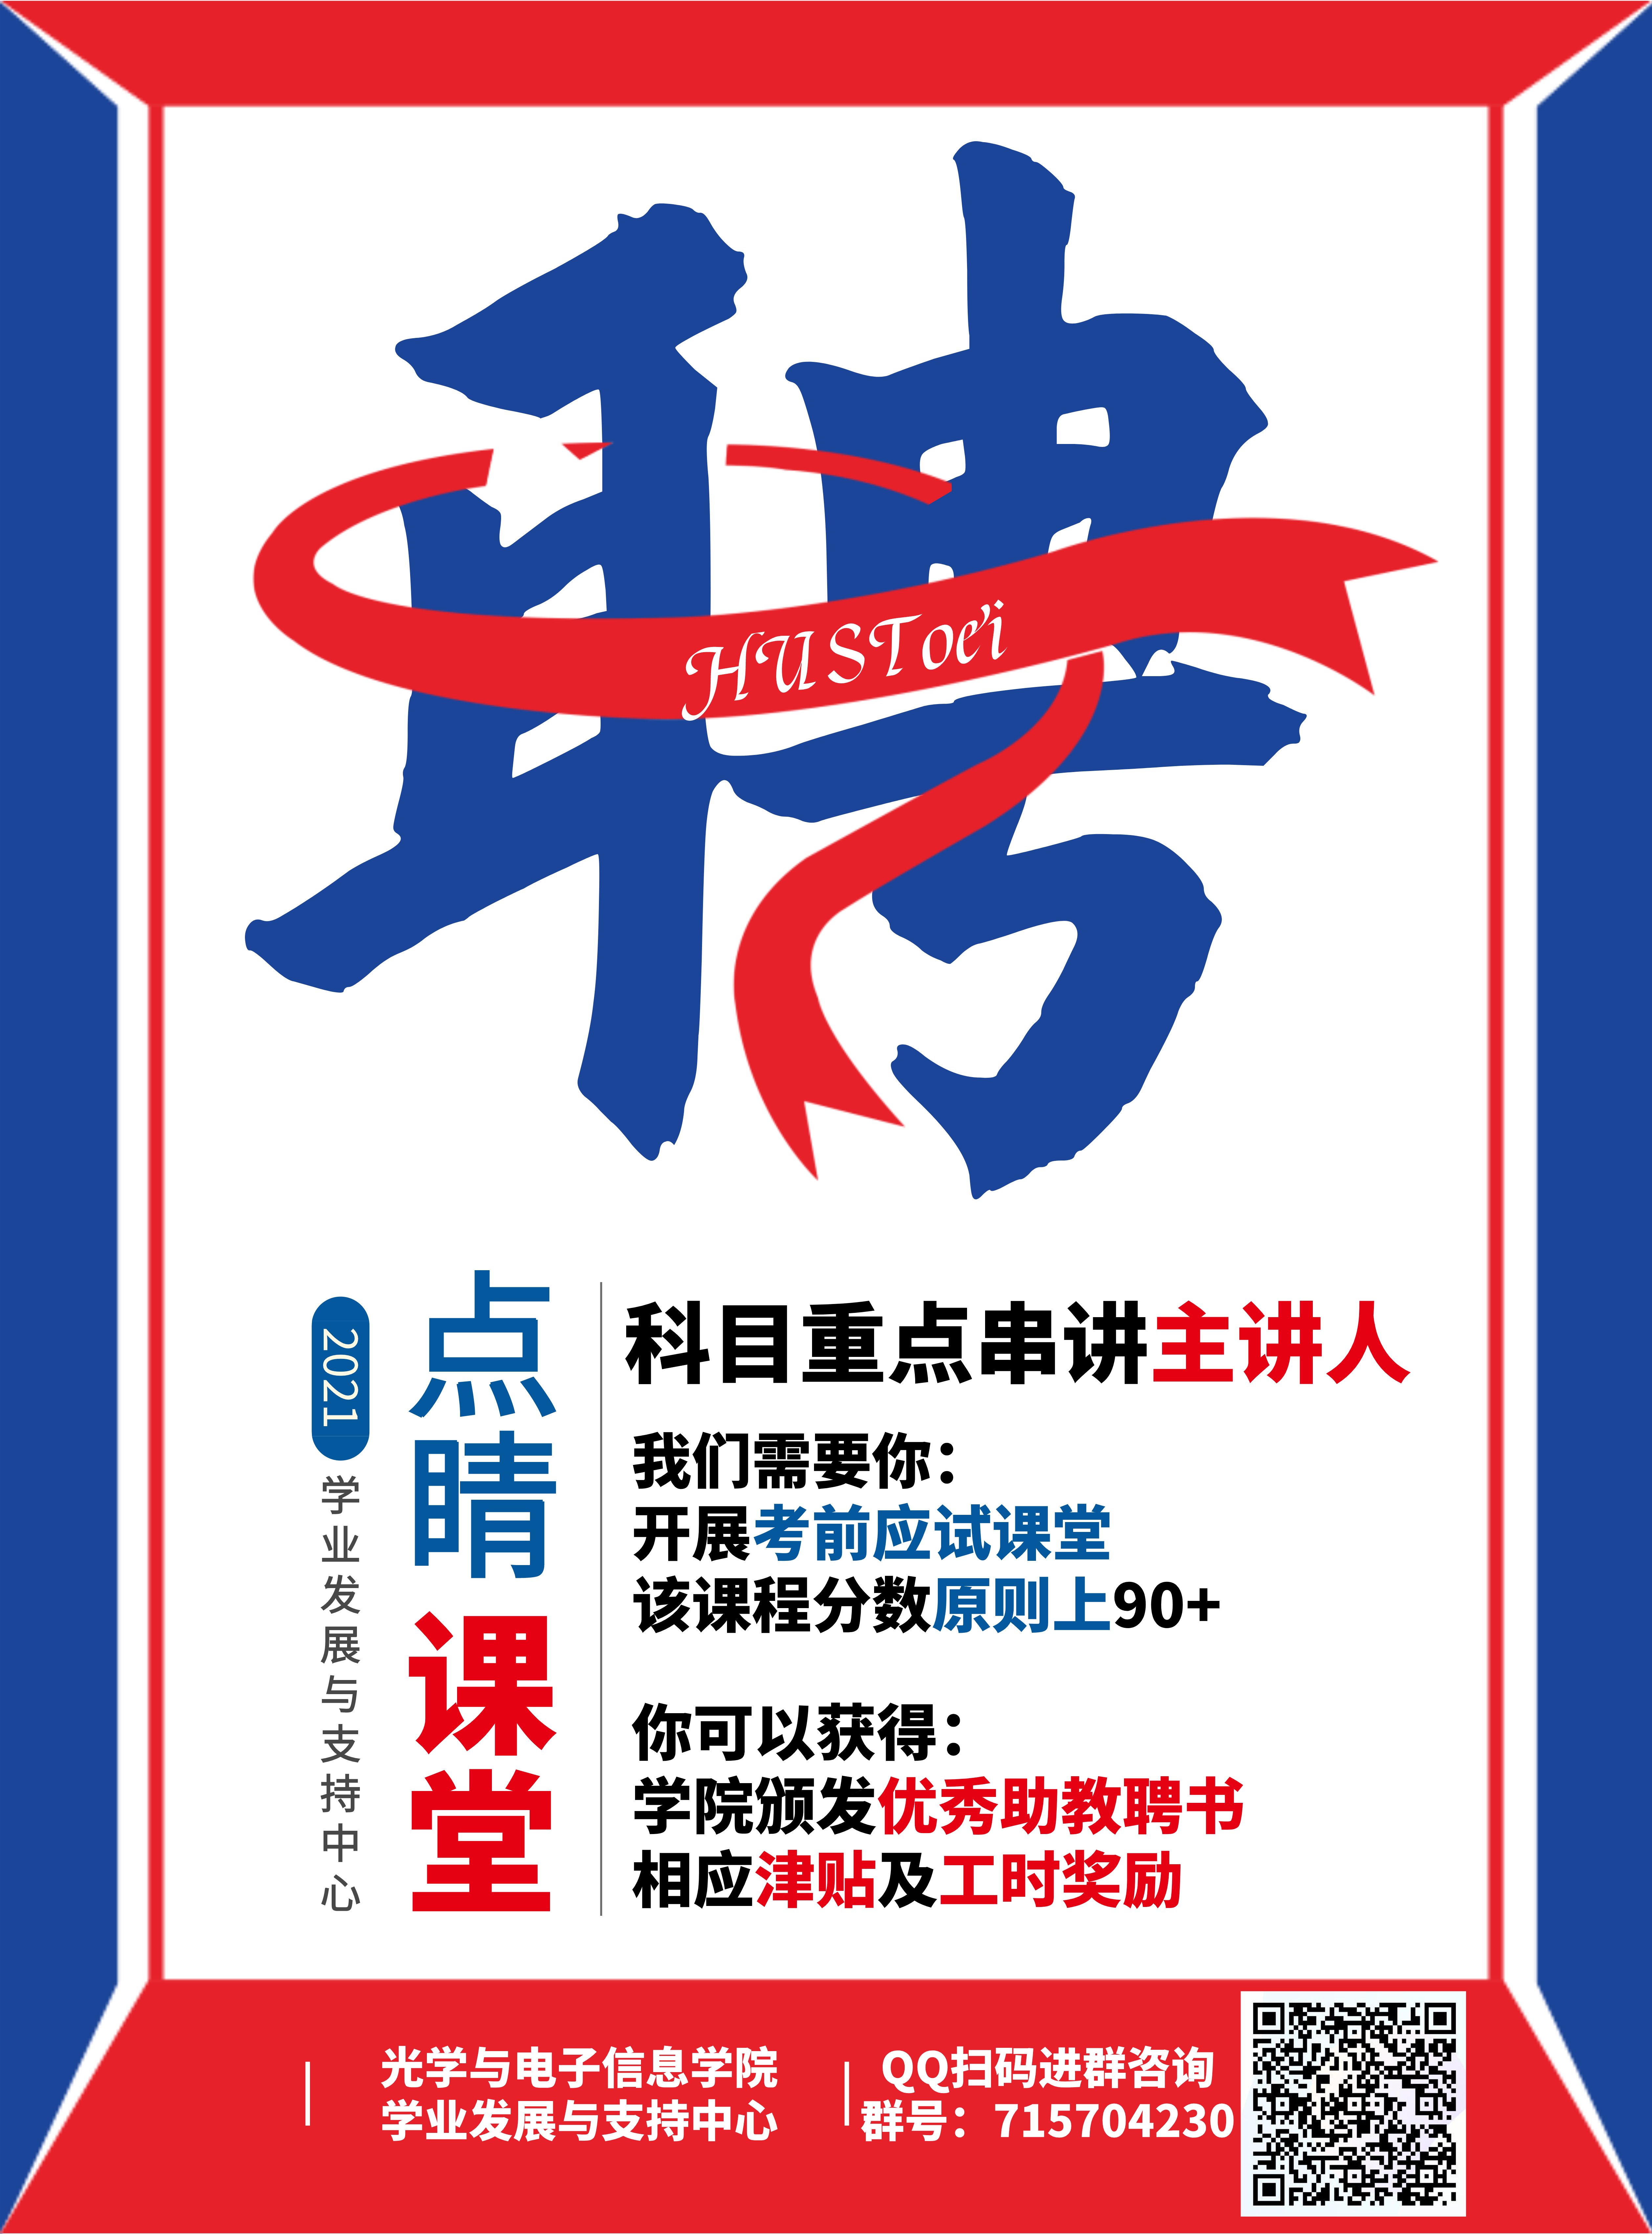 聘
HUSToei
2021
学业发展与支持中心
点睛
课堂
科目重点串讲主讲人
我们需要你：
开展考前应试课堂
该课程分数原则上90+
你可以获得：
学院颁发优秀助教聘书
相应津贴及工时奖励
光学与电子信息学院
学业发展与支持中心
QQ扫码进群咨询
群号：715704230